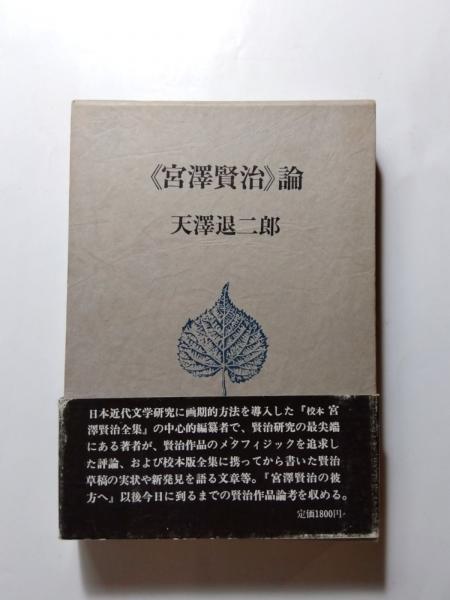 《宮澤賢治》論
天澤退二郎
日本近代文学研究に画期的方法を導入した『校本 宮
澤賢治全集』の中心的編纂者で、賢治研究の最尖端
にある著者が、賢治作品のメタフィジックを追求し
た評論、および校本版全集に携ってから書いた賢治
草稿の実状や新発見を語る文章等。『宮澤賢治の彼
方へ』以後今日に到るまでの賢治作品論考を収める。
定価1800円